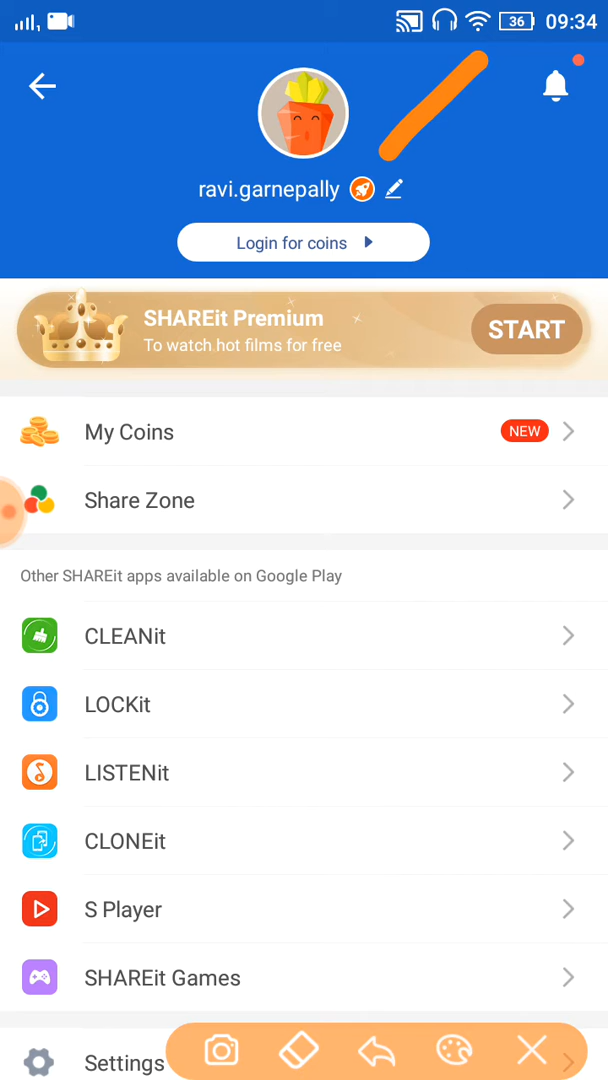 36 09:34
ravi.garnepally
Login for coins
SHAREit Premium
To watch hot films for free
START
My Coins
NEW
Share Zone
Other SHAREit apps available on Google Play
CLEANit
LOCKit
LISTENit
CLONEit
S Player
SHAREit Games
Settings